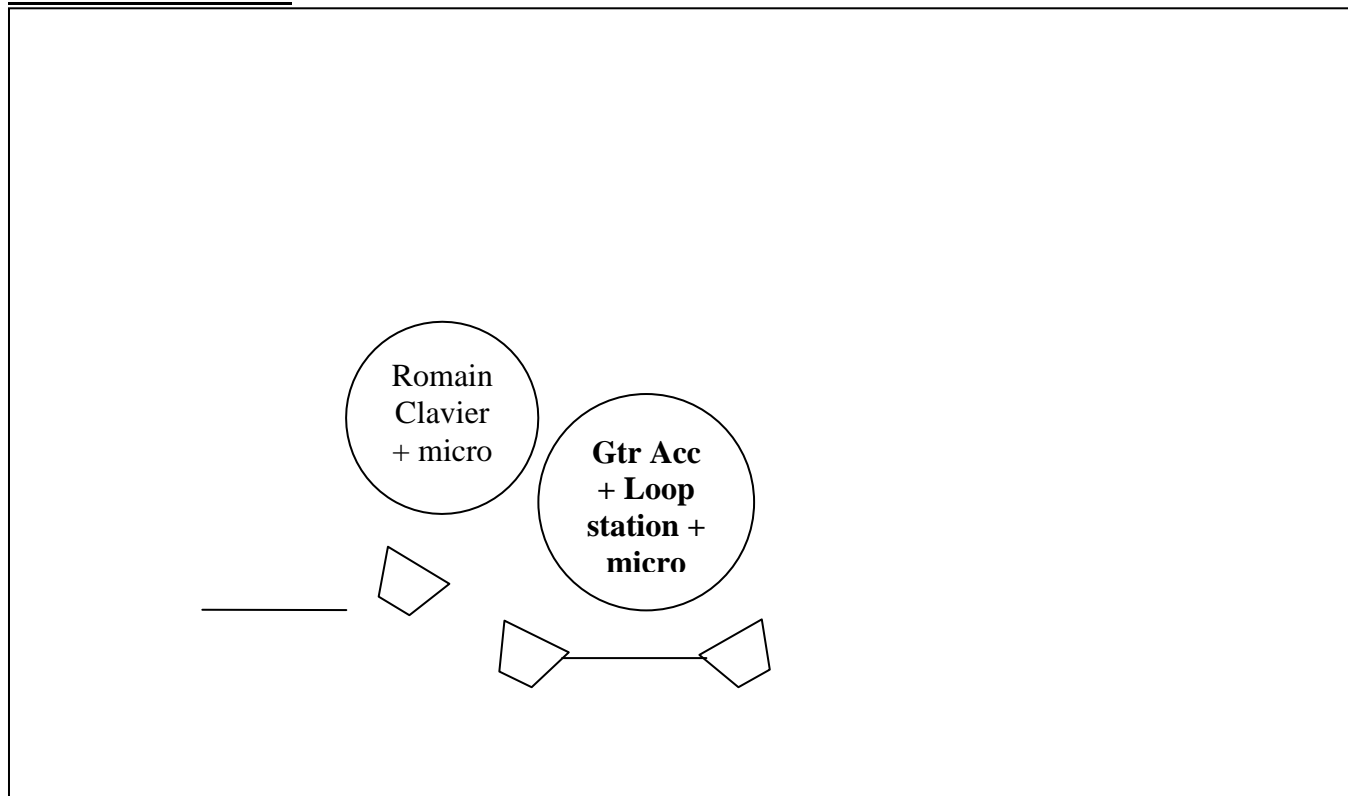 Romain
Clavier
+ micro
Gtr Acc
+ Loop
station +
micro